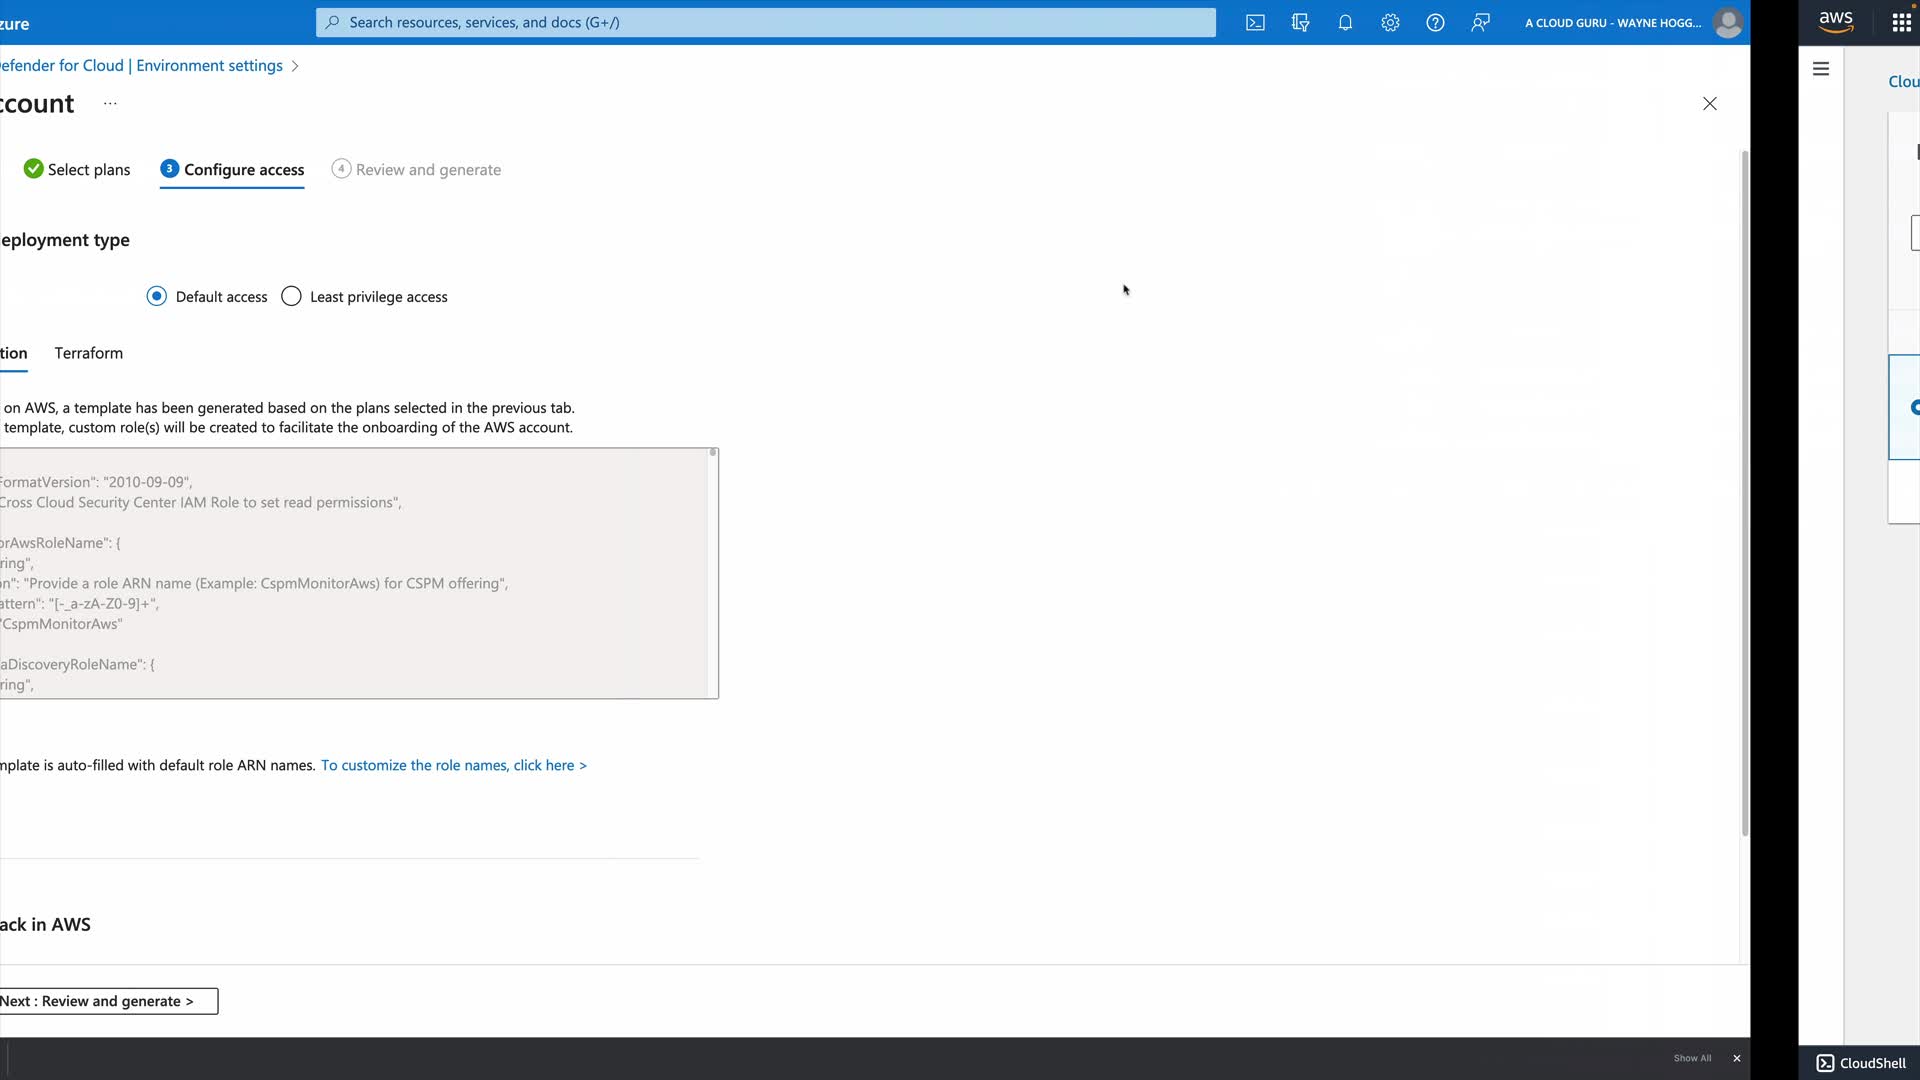 zure
Search resources, services, and docs (G+/)
A CLOUD GURU - WAYNE HOGG...
aws
efender for Cloud | Environment settings >
Clou
ccount ...
Select plans
3 Configure access
4 Review and generate
eployment type
Default access
Least privilege access
tion
Terraform
on AWS, a template has been generated based on the plans selected in the previous tab.
template, custom role(s) will be created to facilitate the onboarding of the AWS account.
FormatVersion": "2010-09-09",
Cross Cloud Security Center IAM Role to set read permissions",
orAwsRoleName": {
ring",
on": "Provide a role ARN name (Example: CspmMonitorAws) for CSPM offering",
attern": "[-_a-zA-Z0-9]+",
"CspmMonitorAws"
aDiscoveryRoleName": {
ring",
mplate is auto-filled with default role ARN names. To customize the role names, click here >
ack in AWS
Next : Review and generate >
Show All
CloudShell